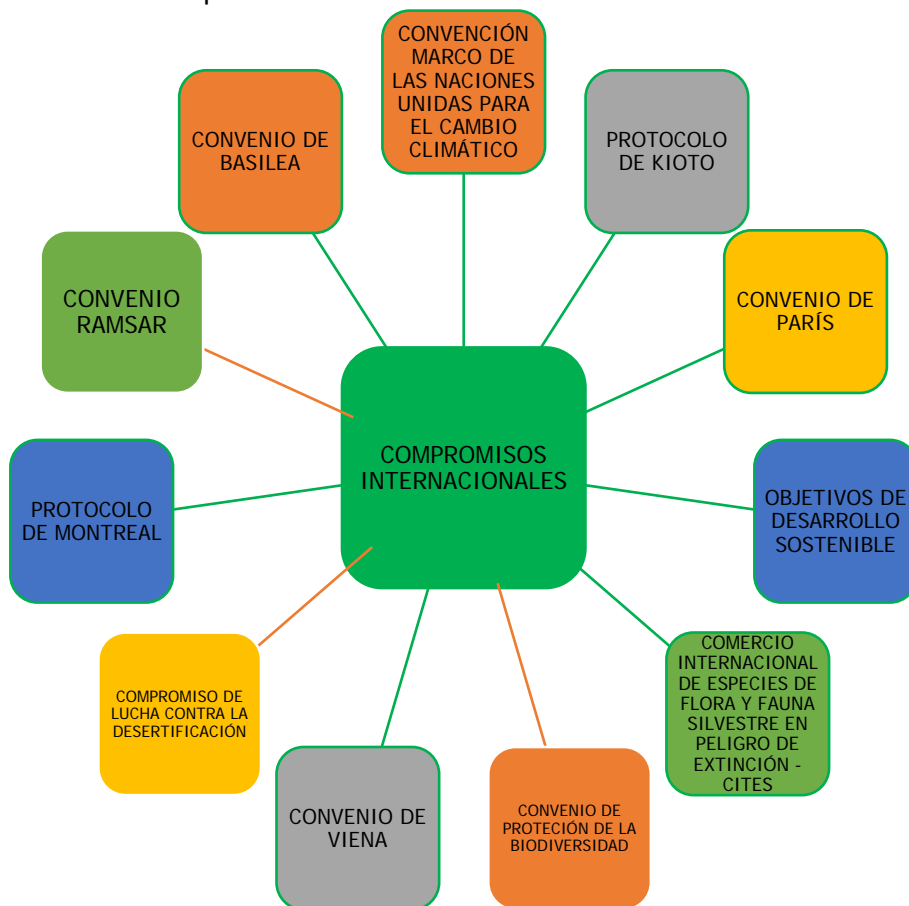 CONVENCIÓN
MARCO DE
LAS NACIONES
UNIDAS PARA
EL CAMBIO
CLIMÁTICO
PROTOCOLO
DE KIOTO
CONVENIO DE
PARÍS
OBJETIVOS DE
DESARROLLO
SOSTENIBLE
COMERCIO
INTERNACIONAL
DE ESPECIES DE
FLORA Y FAUNA
SILVESTRE EN
PELIGRO DE
EXTINCIÓN -
CITES
CONVENIO DE
PROTECIÓN DE LA
BIODIVERSIDAD
CONVENIO DE
VIENA
COMPROMISO DE
LUCHA CONTRA LA
DESERTIFICACIÓN
PROTOCOLO
DE MONTREAL
CONVENIO
RAMSAR
CONVENIO DE
BASILEA
COMPROMISOS
INTERNACIONALES